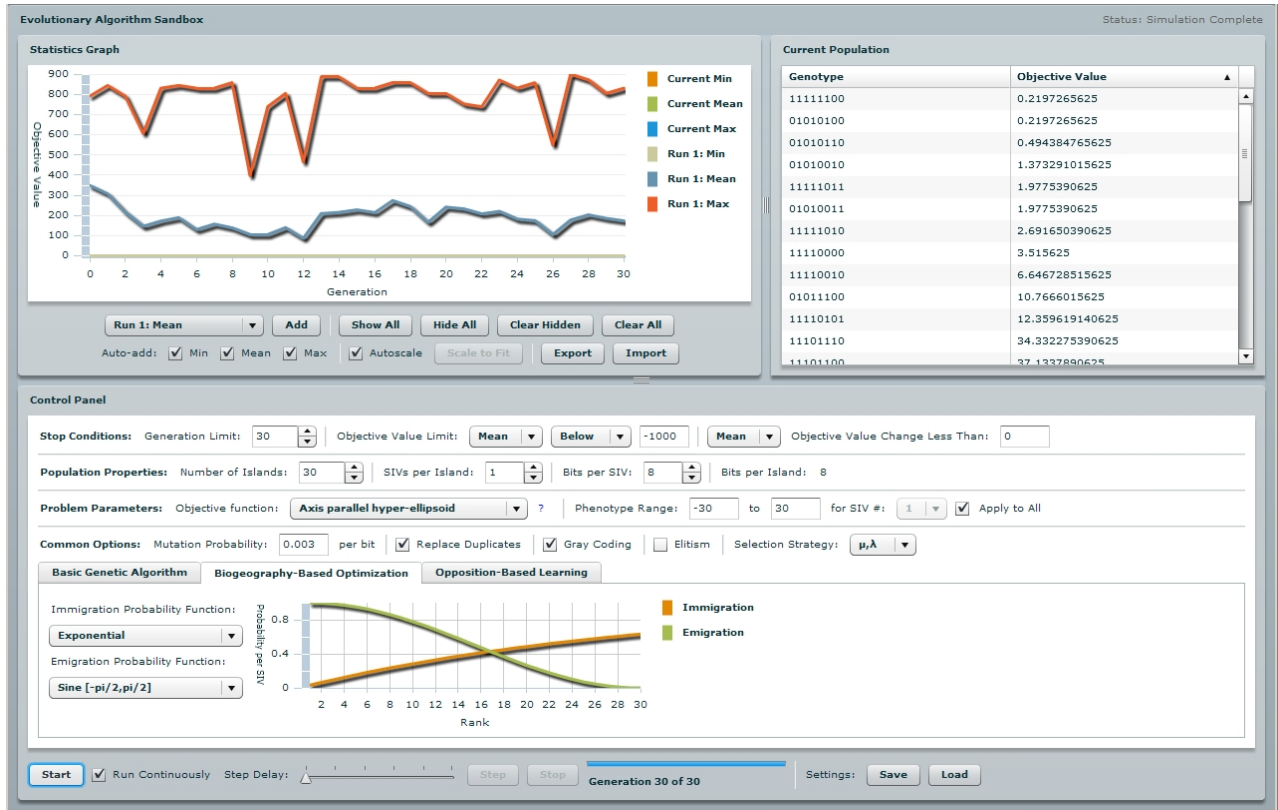 Evolutionary Algorithm Sandbox
Status: Simulation Complete
Statistics Graph
900
800
700
600
500
400
300
200
100
0
Objective Value
0 2 4 6 8 10 12 14 16 18 20 22 24 26 28 30
Generation
Current Min
Current Mean
Current Max
Run 1: Min
Run 1: Mean
Run 1: Max
Run 1: Mean Add Show All Hide All Clear Hidden Clear All
Auto-add: Min Mean Max Autoscale Scale to Fit Export Import
Current Population
Genotype Objective Value
11111100 0.2197265625
01010100 0.2197265625
01010110 0.494384765625
01010010 1.373291015625
11111011 1.9775390625
01010011 1.9775390625
11111010 2.691650390625
11110000 3.515625
11110010 6.646728515625
01011100 10.7666015625
11110101 12.359619140625
11101110 34.332275390625
11101100 37.1337890625
Control Panel
Stop Conditions: Generation Limit: 30 Objective Value Limit: Mean Below -1000 Mean Objective Value Change Less Than: 0
Population Properties: Number of Islands: 30 SIVs per Island: 1 Bits per SIV: 8 Bits per Island: 8
Problem Parameters: Objective function: Axis parallel hyper-ellipsoid ? Phenotype Range: -30 to 30 for SIV #: 1 Apply to All
Common Options: Mutation Probability: 0.003 per bit Replace Duplicates Gray Coding Elitism Selection Strategy: μ,λ
Basic Genetic Algorithm Biogeography-Based Optimization Opposition-Based Learning
Immigration Probability Function:
Exponential
Emigration Probability Function:
Sine [-pi/2,pi/2]
Probability per SIV
0.8
0.4
0
2 4 6 8 10 12 14 16 18 20 22 24 26 28 30
Rank
Immigration
Emigration
Start Run Continuously Step Delay: Step Stop Generation 30 of 30 Settings: Save Load